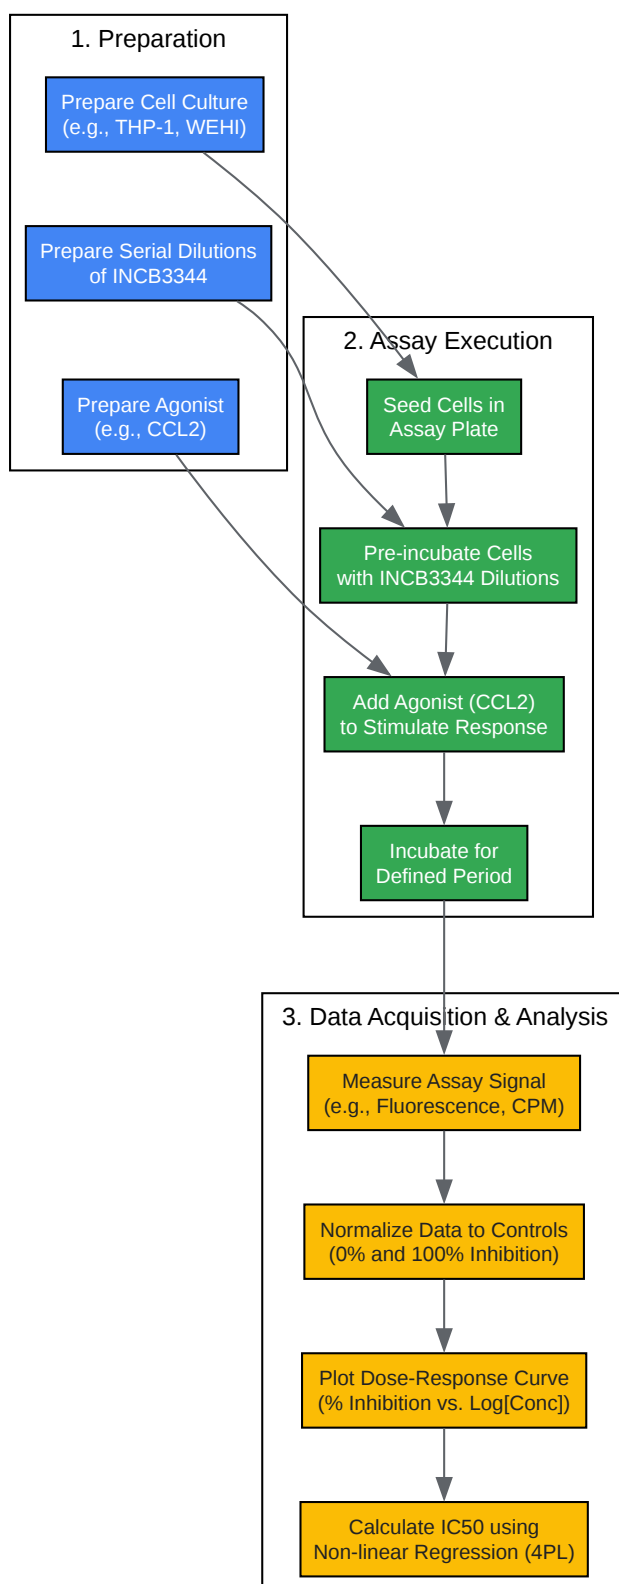 1. Preparation
Prepare Cell Culture
(e.g., THP-1, WEHI)
Prepare Serial Dilutions
of INCB3344
Prepare Agonist
(e.g., CCL2)
2. Assay Execution
Seed Cells in
Assay Plate
Pre-incubate Cells
with INCB3344 Dilutions
Add Agonist (CCL2)
to Stimulate Response
Incubate for
Defined Period
3. Data Acquisition & Analysis
Measure Assay Signal
(e.g., Fluorescence, CPM)
Normalize Data to Controls
(0% and 100% Inhibition)
Plot Dose-Response Curve
(% Inhibition vs. Log[Conc])
Calculate IC50 using
Non-linear Regression (4PL)